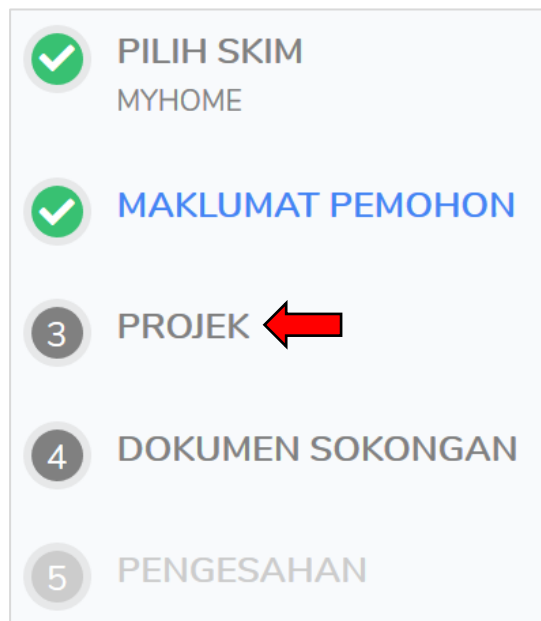 PILIH SKIM
MYHOME
MAKLUMAT PEMOHON
3 PROJEK
4 DOKUMEN SOKONGAN
5 PENGESAHAN